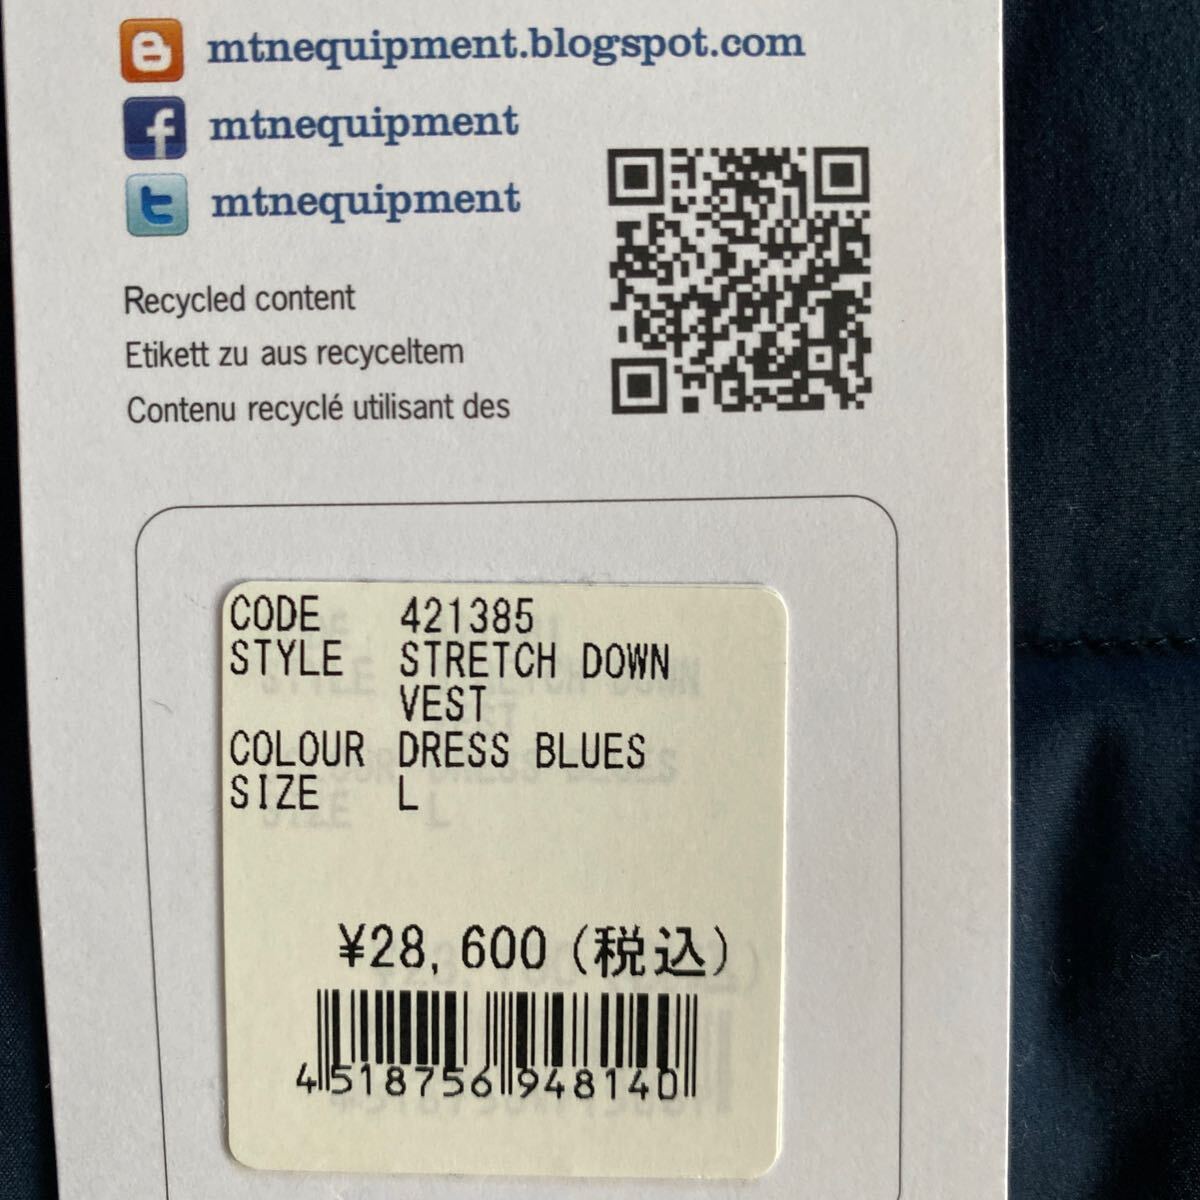 mtnequipment.blogspot.com
mtnequipment
mtnequipment
Recycled content
Etikett zu aus recyceltem
Contenu recyclé utilisant des
CODE 421385
STYLE STRETCH DOWN
VEST
COLOUR DRESS BLUES
SIZE L
¥28,600(税込)
4518756948140